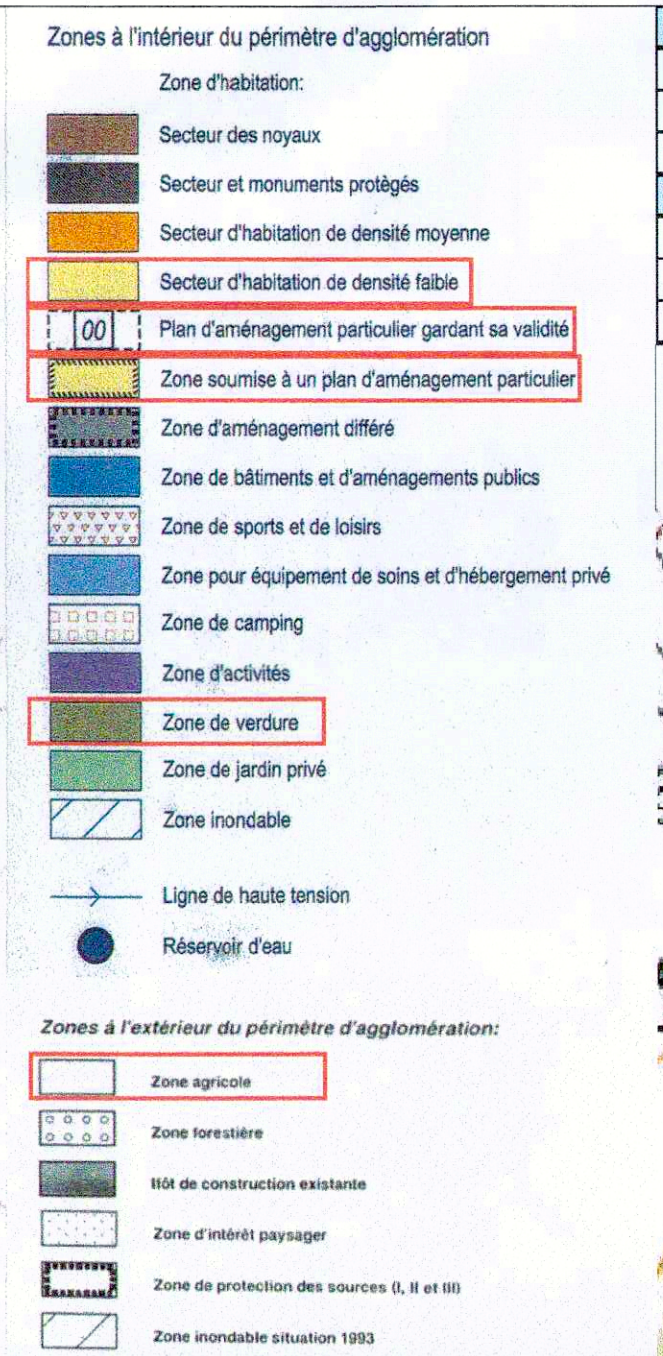 Zones à l'intérieur du périmètre d'agglomération
Zone d'habitation:
Secteur des noyaux
Secteur et monuments protègés
Secteur d'habitation de densité moyenne
Secteur d'habitation de densité faible
00 Plan d'aménagement particulier gardant sa validité
Zone soumise à un plan d'aménagement particulier
Zone d'aménagement différé
Zone de bâtiments et d'aménagements publics
Zone de sports et de loisirs
Zone pour équipement de soins et d'hébergement privé
Zone de camping
Zone d'activités
Zone de verdure
Zone de jardin privé
Zone inondable
Ligne de haute tension
Réservoir d'eau
Zones á l'extérieur du périmètre d'agglomération:
Zone agricole
Zone forestière
Ilôt de construction existante
Zone d'intérêt paysager
Zone de protection des sources (I, II et III)
Zone inondable situation 1993